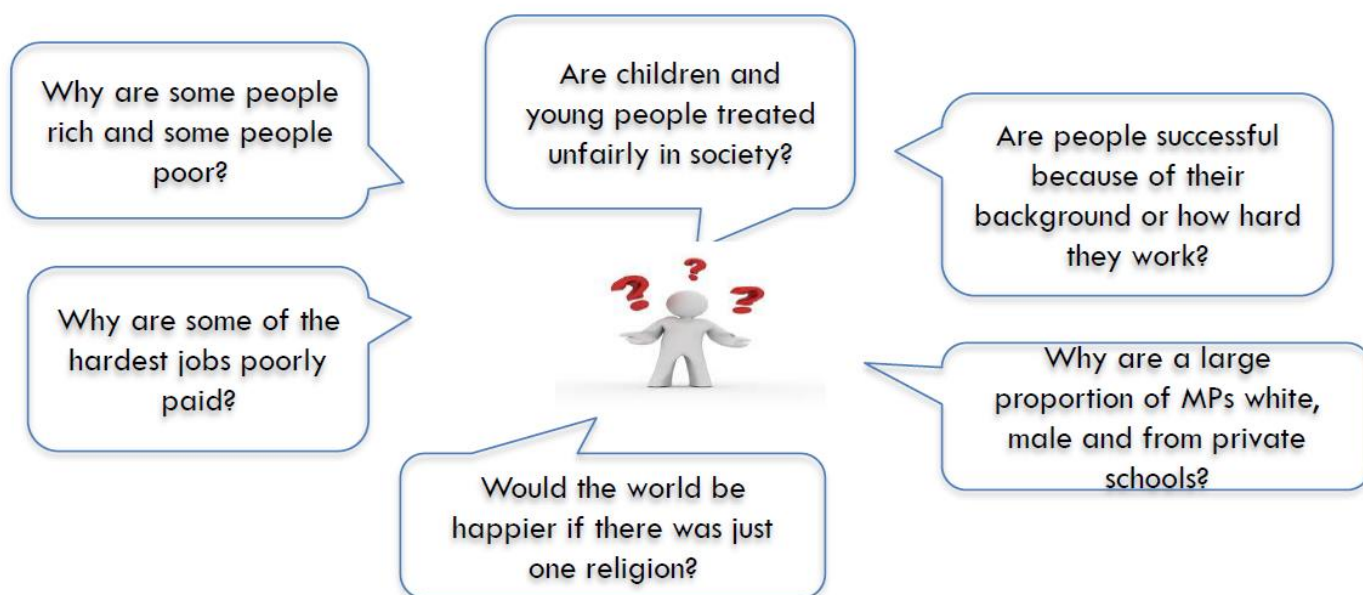 Why are some people
rich and some people
poor?
Are children and
young people treated
unfairly in society?
Are people successful
because of their
background or how hard
they work?
Why are some of the
hardest jobs poorly
paid?
Why are a large
proportion of MPs white,
male and from private
schools?
Would the world be
happier if there was just
one religion?
? ? ?